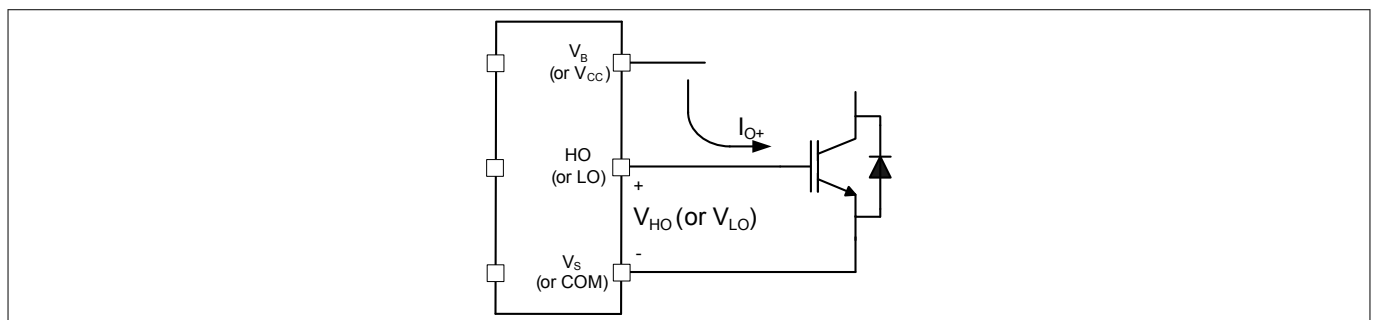 V_B
(or V_CC)
I_O+
HO
(or LO)
+
V_HO (or V_LO)
-
V_S
(or COM)